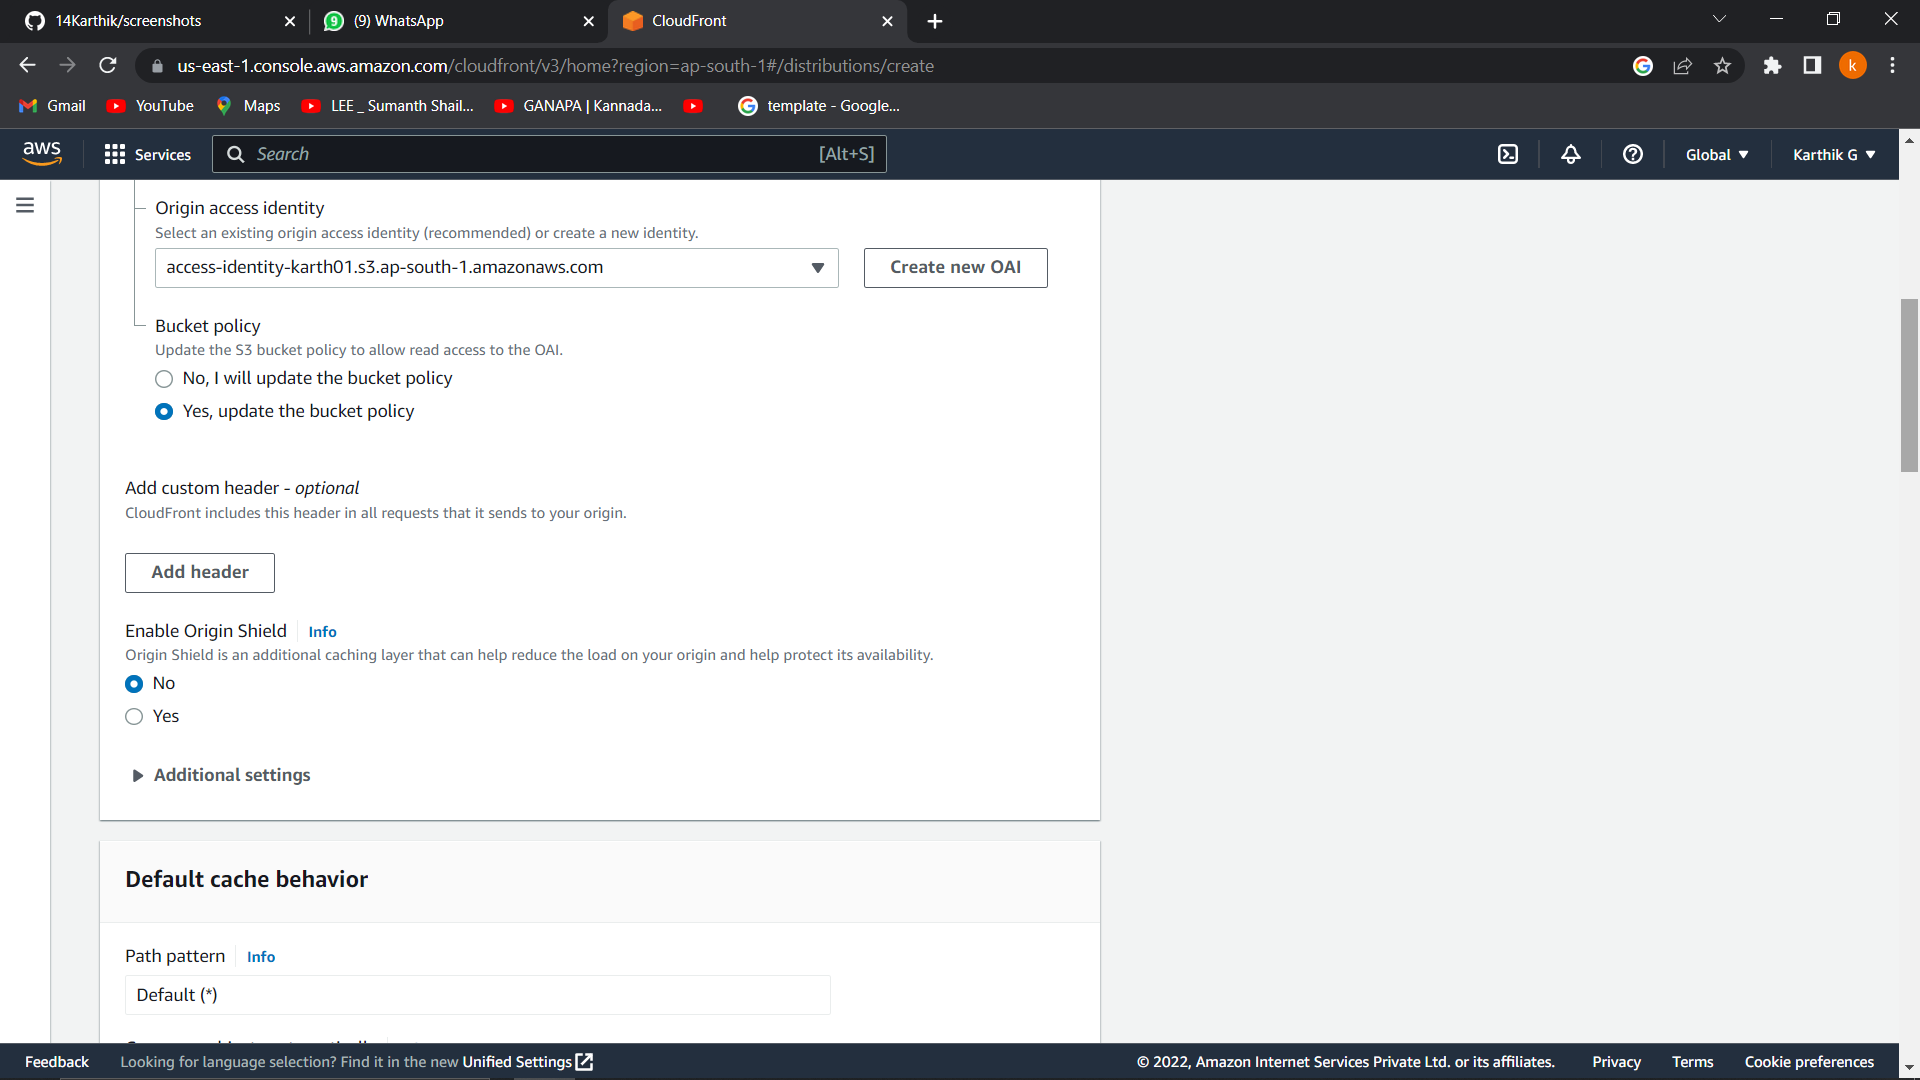 14Karthik/screenshots
9
(9) WhatsApp
CloudFront
us-east-1.console.aws.amazon.com/cloudfront/v3/home?region=ap-south-1#/distributions/create
k
Gmail
YouTube
Maps
LEE _ Sumanth Shail...
GANAPA | Kannada...
template - Google...
aws
Services
Search
[Alt+S]
Global
Karthik G
Origin access identity
Select an existing origin access identity (recommended) or create a new identity.
access-identity-karth01.s3.ap-south-1.amazonaws.com
Create new OAI
Bucket policy
Update the S3 bucket policy to allow read access to the OAI.
No, I will update the bucket policy
Yes, update the bucket policy
Add custom header - optional
CloudFront includes this header in all requests that it sends to your origin.
Add header
Enable Origin Shield
Info
Origin Shield is an additional caching layer that can help reduce the load on your origin and help protect its availability.
No
Yes
Additional settings
Default cache behavior
Path pattern
Info
Default (*)
Feedback
Looking for language selection? Find it in the new Unified Settings
© 2022, Amazon Internet Services Private Ltd. or its affiliates.
Privacy
Terms
Cookie preferences